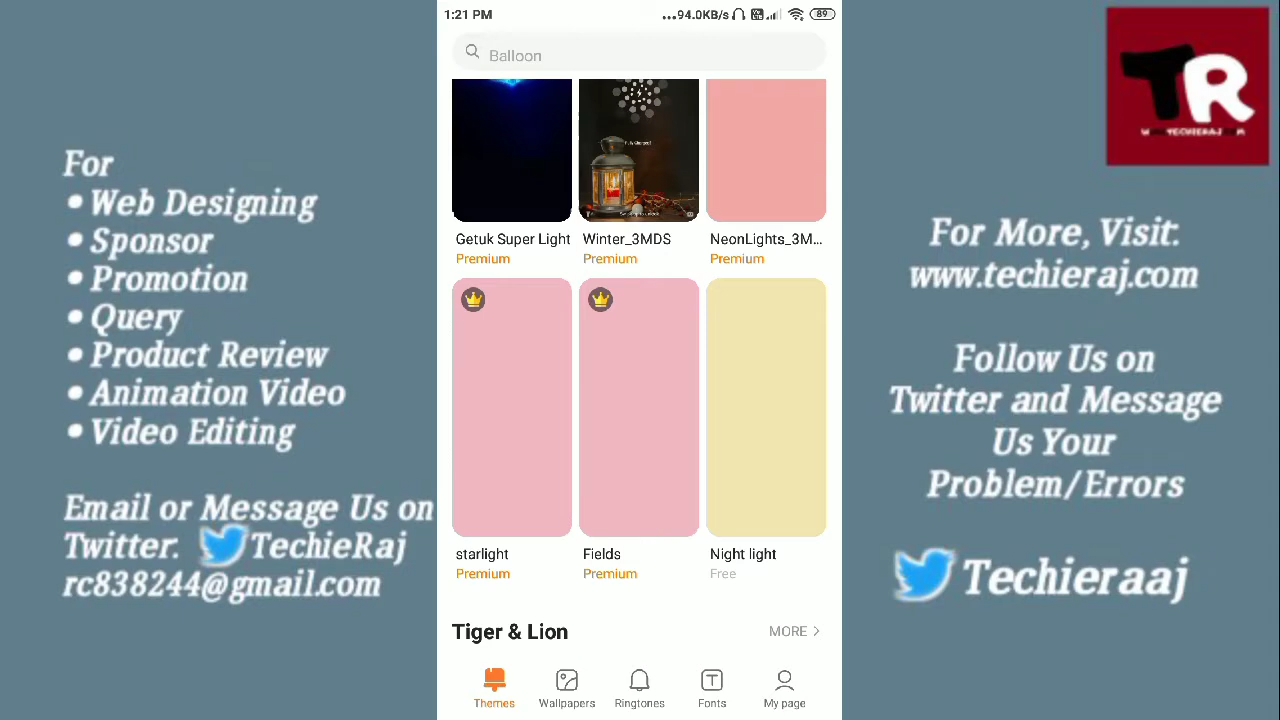 For
• Web Designing
• Sponsor
• Promotion
• Query
• Product Review
• Animation Video
• Video Editing
Email or Message Us on
Twitter. TechieRaj
rc838244@gmail.com
1:21 PM
...94.0KB/s
89
Balloon
Fully Charged!
Getuk Super Light
Winter_3MDS
NeonLights_3M...
Premium
Premium
Premium
starlight
Fields
Night light
Premium
Premium
Free
Tiger & Lion
MORE
Themes
Wallpapers
Ringtones
Fonts
My page
TR
For More, Visit:
www.techieraj.com
Follow Us on
Twitter and Message
Us Your
Problem/Errors
Techieraaj